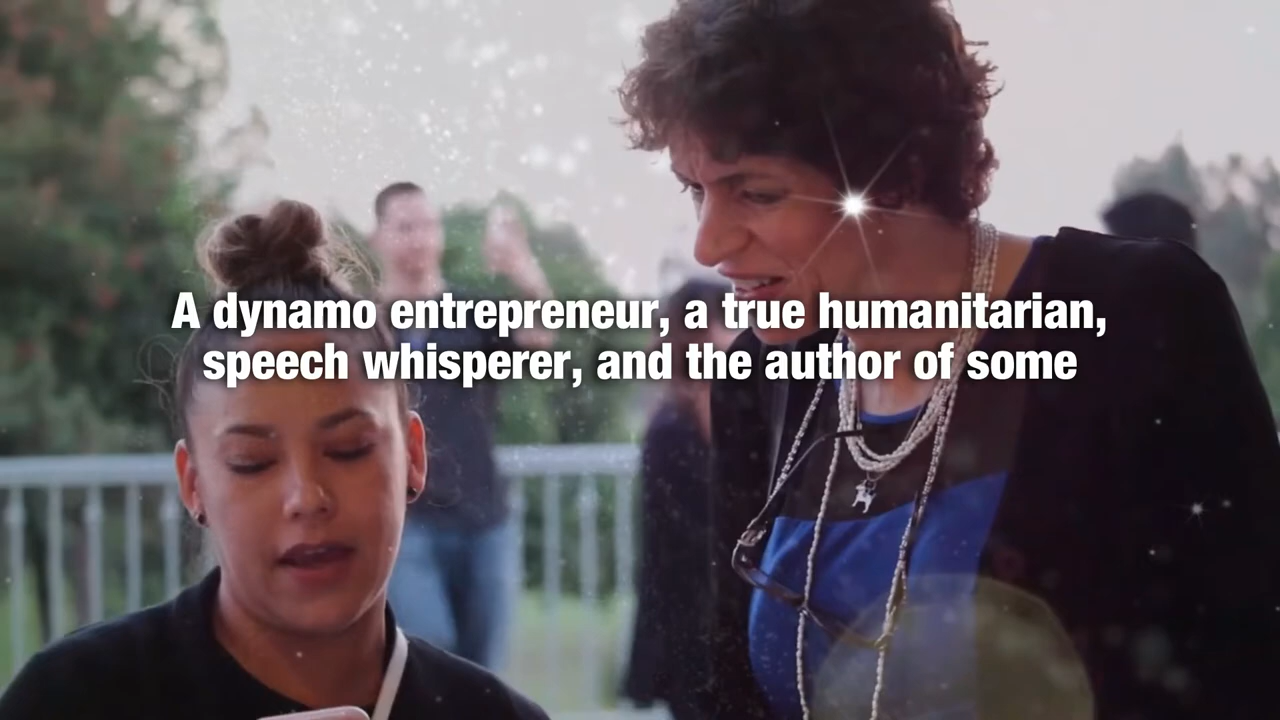 A dynamo entrepreneur, a true humanitarian,
speech whisperer, and the author of some